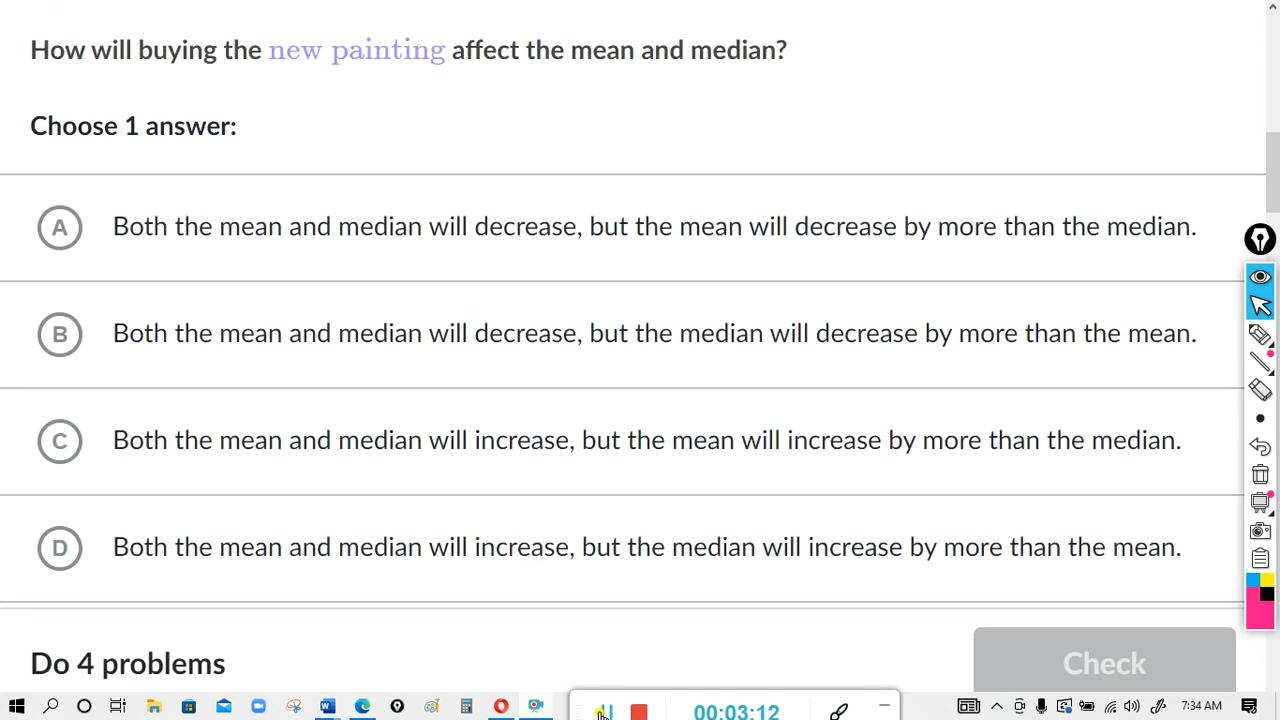 How will buying the new painting affect the mean and median?
Choose 1 answer:
A Both the mean and median will decrease, but the mean will decrease by more than the median.
B Both the mean and median will decrease, but the median will decrease by more than the mean.
C Both the mean and median will increase, but the mean will increase by more than the median.
D Both the mean and median will increase, but the median will increase by more than the mean.
Do 4 problems
Check
00:03:12
7:34 AM